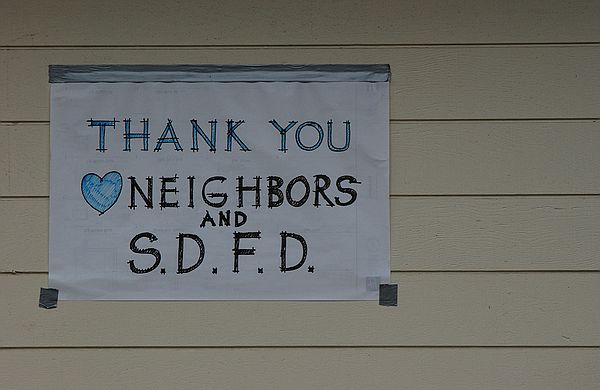 THANK YOU
NEIGHBORS
AND
S.D.F.D.